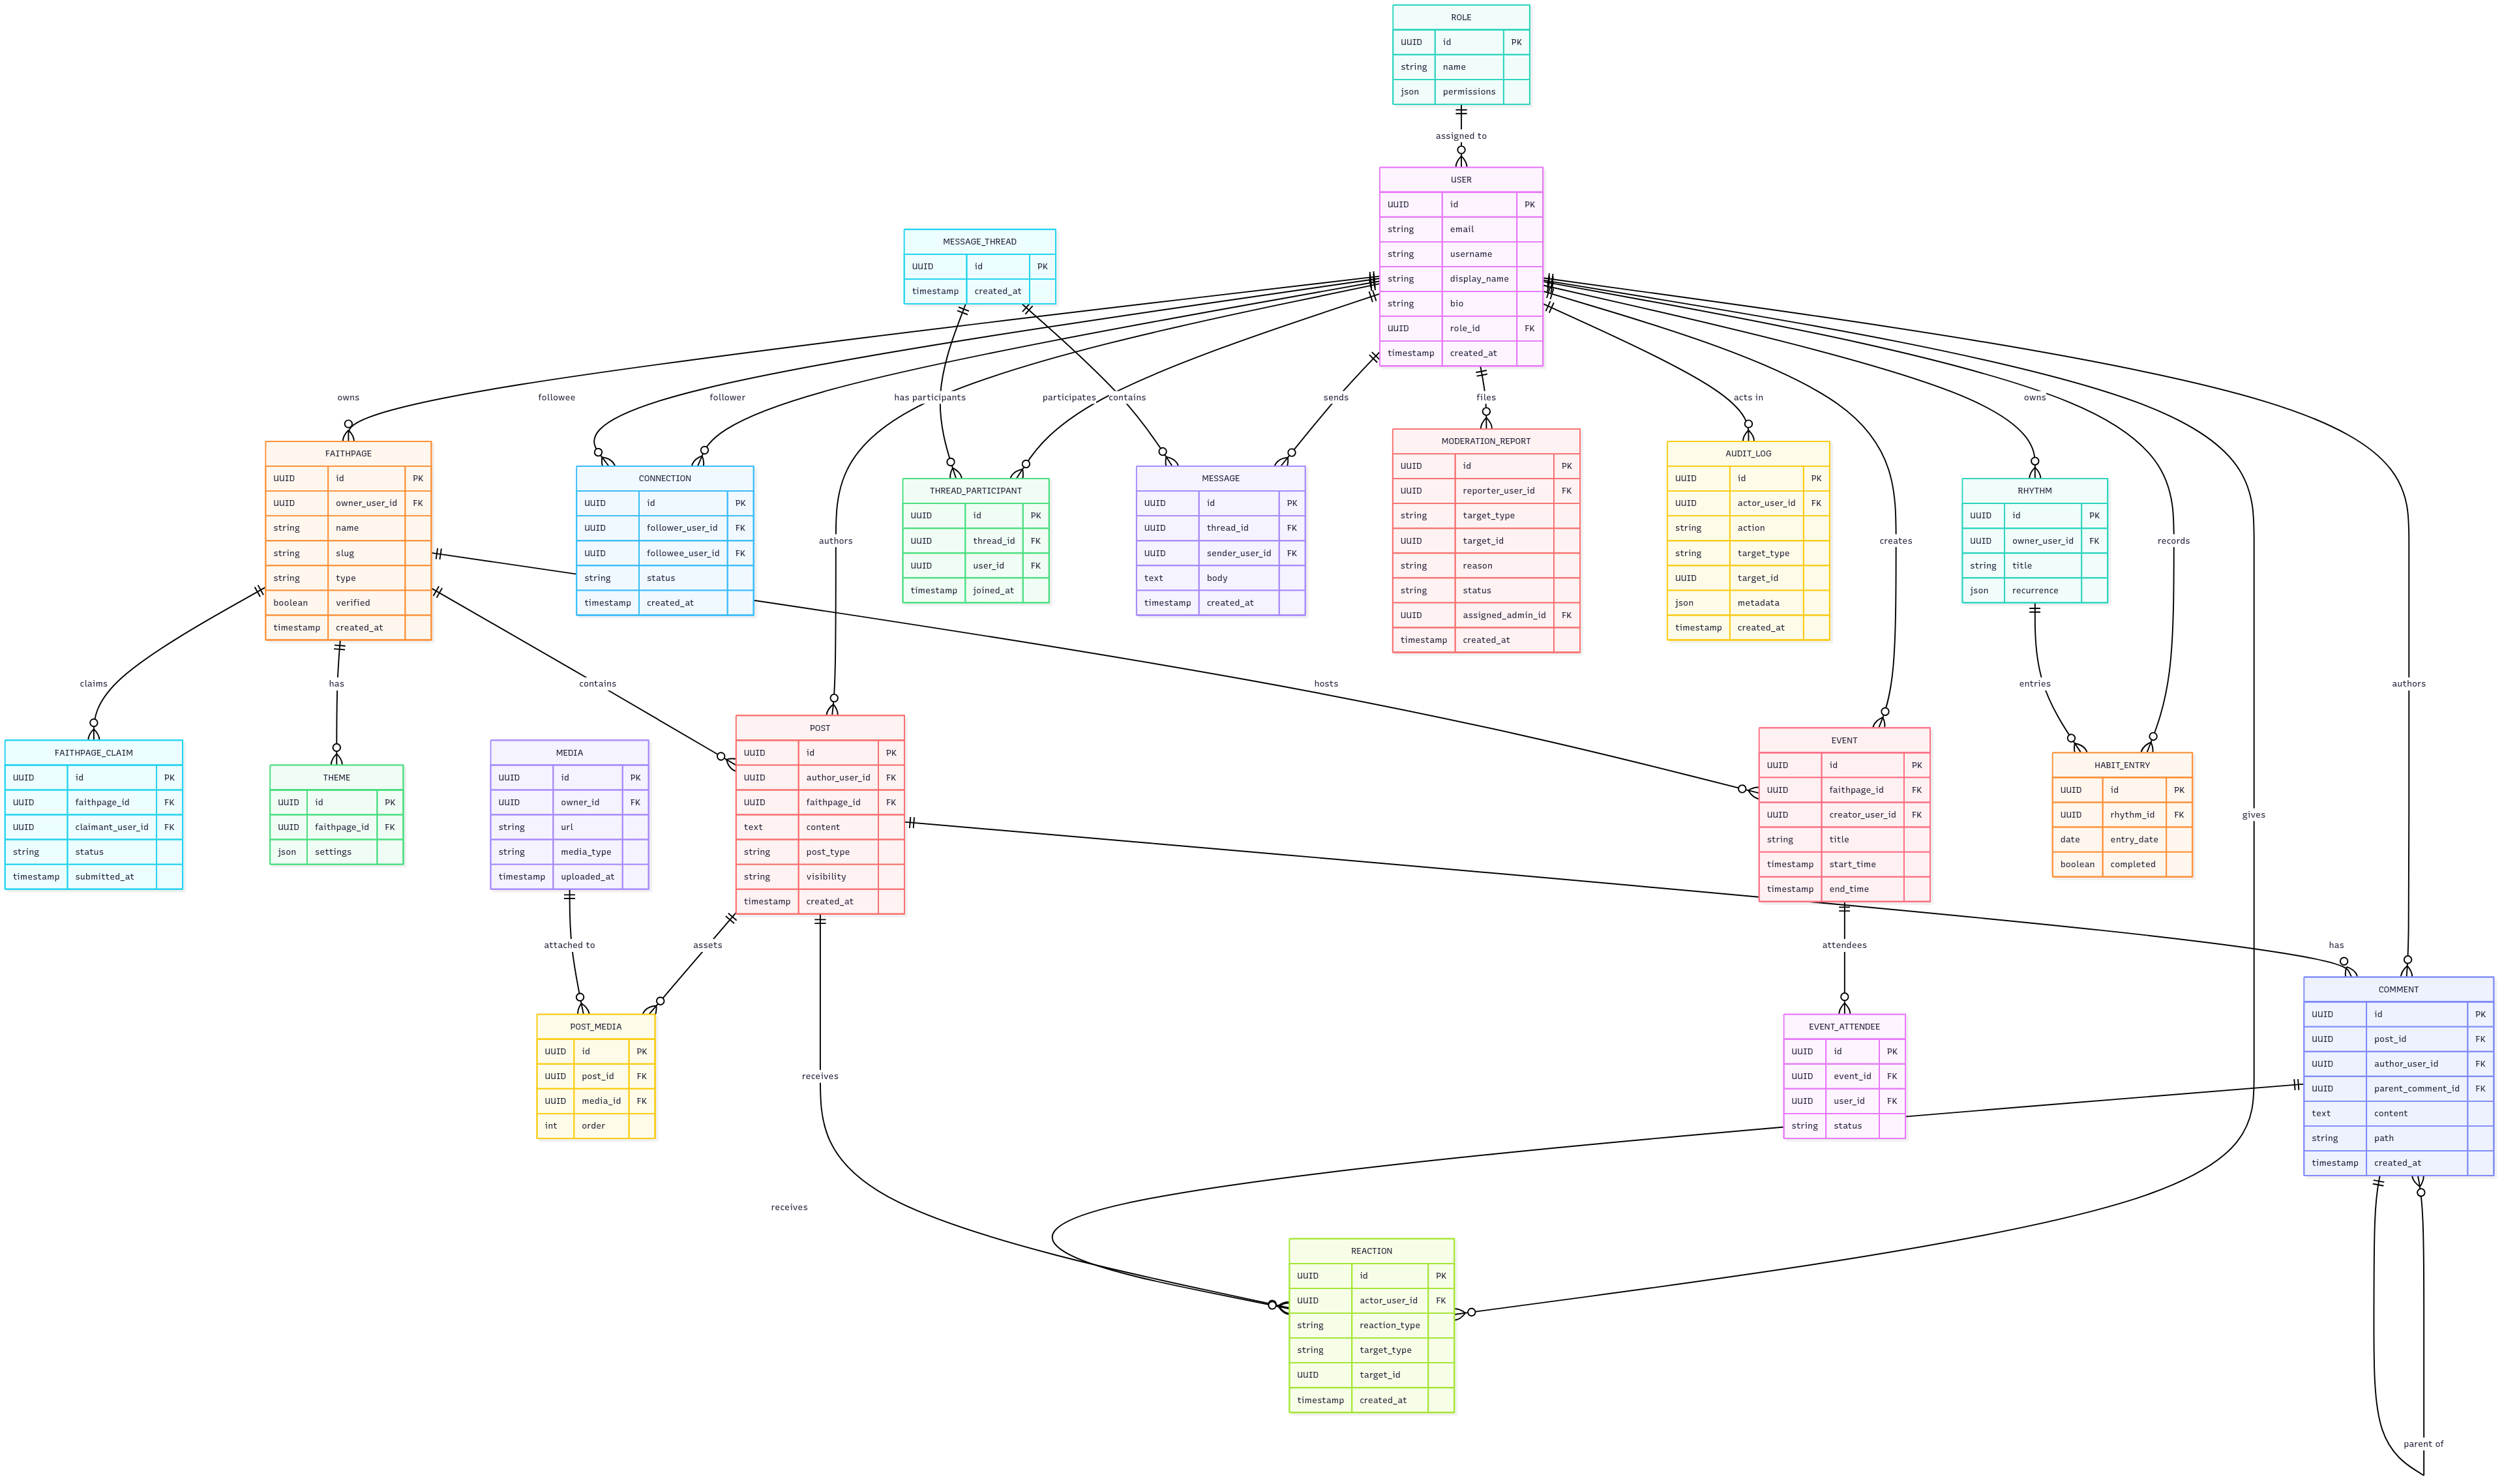 ROLE
UUID id PK
string name
json permissions
assigned to
USER
UUID id PK
string email
string username
string display_name
string bio
UUID role_id FK
timestamp created_at
MESSAGE_THREAD
UUID id PK
timestamp created_at
owns
followee
follower
has participants
participates
contains
sends
files
acts in
owns
FAITHPAGE
UUID id PK
UUID owner_user_id FK
string name
string slug
string type
boolean verified
timestamp created_at
CONNECTION
UUID id PK
UUID follower_user_id FK
UUID followee_user_id FK
string status
timestamp created_at
THREAD_PARTICIPANT
UUID id PK
UUID thread_id FK
UUID user_id FK
timestamp joined_at
MESSAGE
UUID id PK
UUID thread_id FK
UUID sender_user_id FK
text body
timestamp created_at
MODERATION_REPORT
UUID id PK
UUID reporter_user_id FK
string target_type
UUID target_id
string reason
string status
UUID assigned_admin_id FK
timestamp created_at
AUDIT_LOG
UUID id PK
UUID actor_user_id FK
string action
string target_type
UUID target_id
json metadata
timestamp created_at
RHYTHM
UUID id PK
UUID owner_user_id FK
string title
json recurrence
authors
creates
records
claims
has
contains
hosts
entries
authors
FAITHPAGE_CLAIM
UUID id PK
UUID faithpage_id FK
UUID claimant_user_id FK
string status
timestamp submitted_at
THEME
UUID id PK
UUID faithpage_id FK
json settings
MEDIA
UUID id PK
UUID owner_id FK
string url
string media_type
timestamp uploaded_at
POST
UUID id PK
UUID author_user_id FK
UUID faithpage_id FK
text content
string post_type
string visibility
timestamp created_at
EVENT
UUID id PK
UUID faithpage_id FK
UUID creator_user_id FK
string title
timestamp start_time
timestamp end_time
HABIT_ENTRY
UUID id PK
UUID rhythm_id FK
date entry_date
boolean completed
gives
attached to
assets
attendees
has
POST_MEDIA
UUID id PK
UUID post_id FK
UUID media_id FK
int order
receives
EVENT_ATTENDEE
UUID id PK
UUID event_id FK
UUID user_id FK
string status
COMMENT
UUID id PK
UUID post_id FK
UUID author_user_id FK
UUID parent_comment_id FK
text content
string path
timestamp created_at
receives
REACTION
UUID id PK
UUID actor_user_id FK
string reaction_type
string target_type
UUID target_id
timestamp created_at
parent of